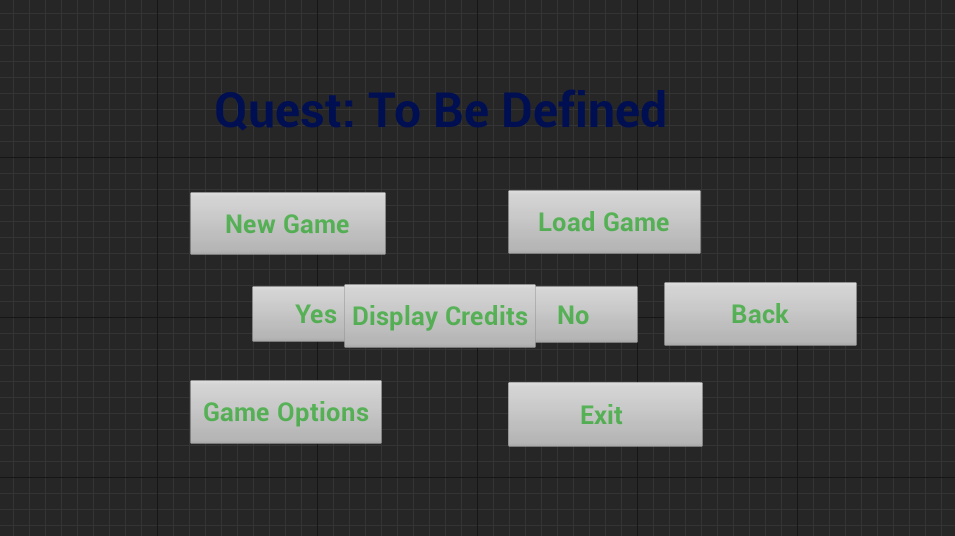 Quest: To Be Defined
New Game
Load Game
Yes
Display Credits
No
Back
Game Options
Exit